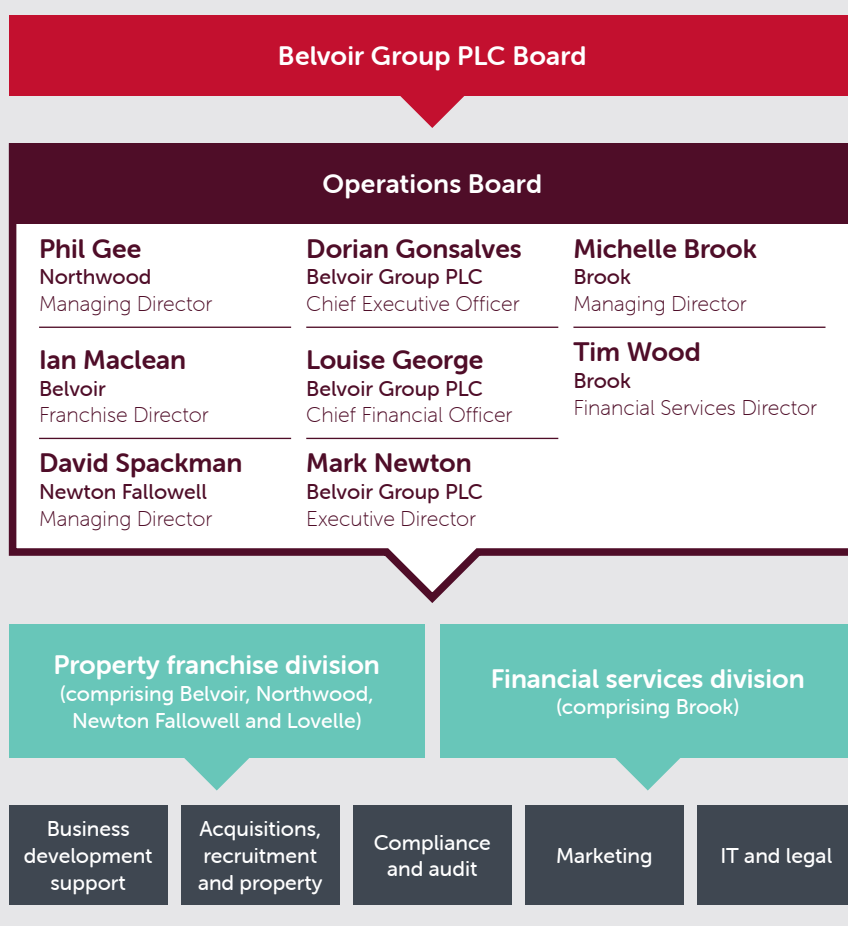 Belvoir Group PLC Board
Operations Board
Phil Gee
Northwood
Managing Director
Ian Maclean
Belvoir
Franchise Director
David Spackman
Newton Fallowell
Managing Director
Dorian Gonsalves
Belvoir Group PLC
Chief Executive Officer
Louise George
Belvoir Group PLC
Chief Financial Officer
Mark Newton
Belvoir Group PLC
Executive Director
Michelle Brook
Brook
Managing Director
Tim Wood
Brook
Financial Services Director
Property franchise division
(comprising Belvoir, Northwood,
Newton Fallowell and Lovelle)
Financial services division
(comprising Brook)
Business
development
support
Acquisitions,
recruitment
and property
Compliance
and audit
Marketing
IT and legal